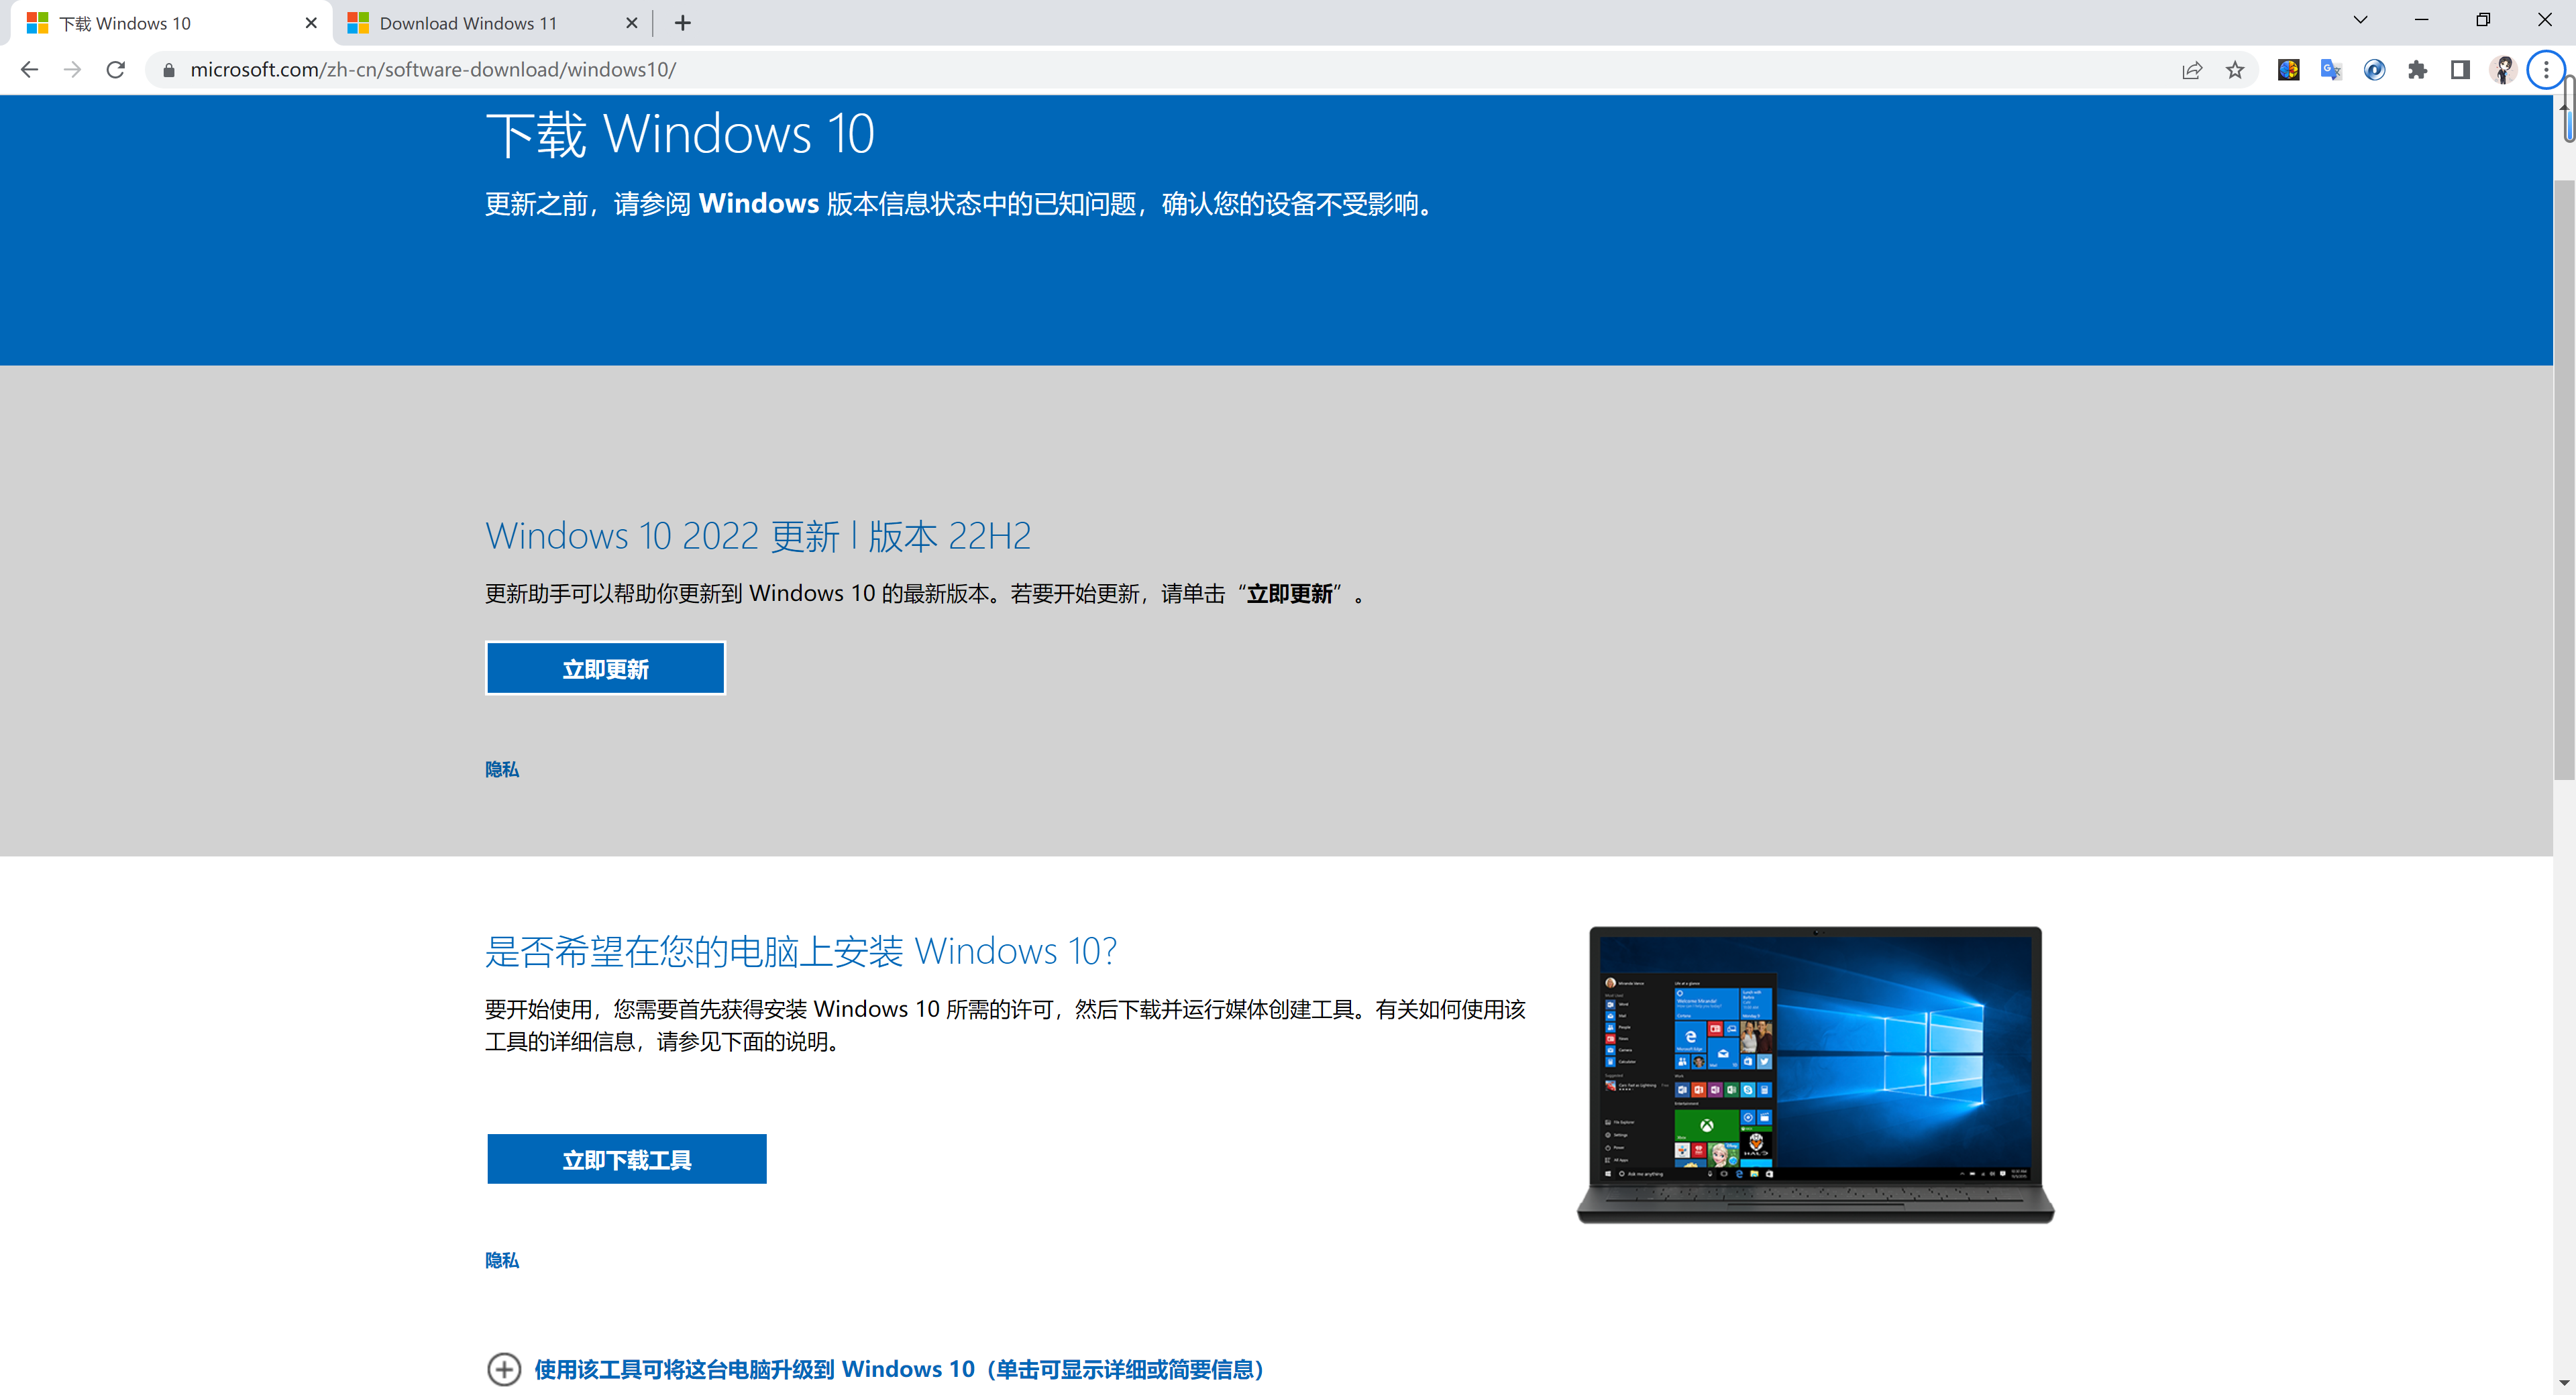 下载 Windows 10
Download Windows 11
microsoft.com/zh-cn/software-download/windows10/
下载 Windows 10
更新之前，请参阅 Windows 版本信息状态中的已知问题，确认您的设备不受影响。
Windows 10 2022 更新 | 版本 22H2
更新助手可以帮助你更新到 Windows 10 的最新版本。若要开始更新，请单击“立即更新”。
立即更新
隐私
是否希望在您的电脑上安装 Windows 10?
要开始使用，您需要首先获得安装 Windows 10 所需的许可，然后下载并运行媒体创建工具。有关如何使用该
工具的详细信息，请参见下面的说明。
立即下载工具
隐私
使用该工具可将这台电脑升级到 Windows 10（单击可显示详细或简要信息）